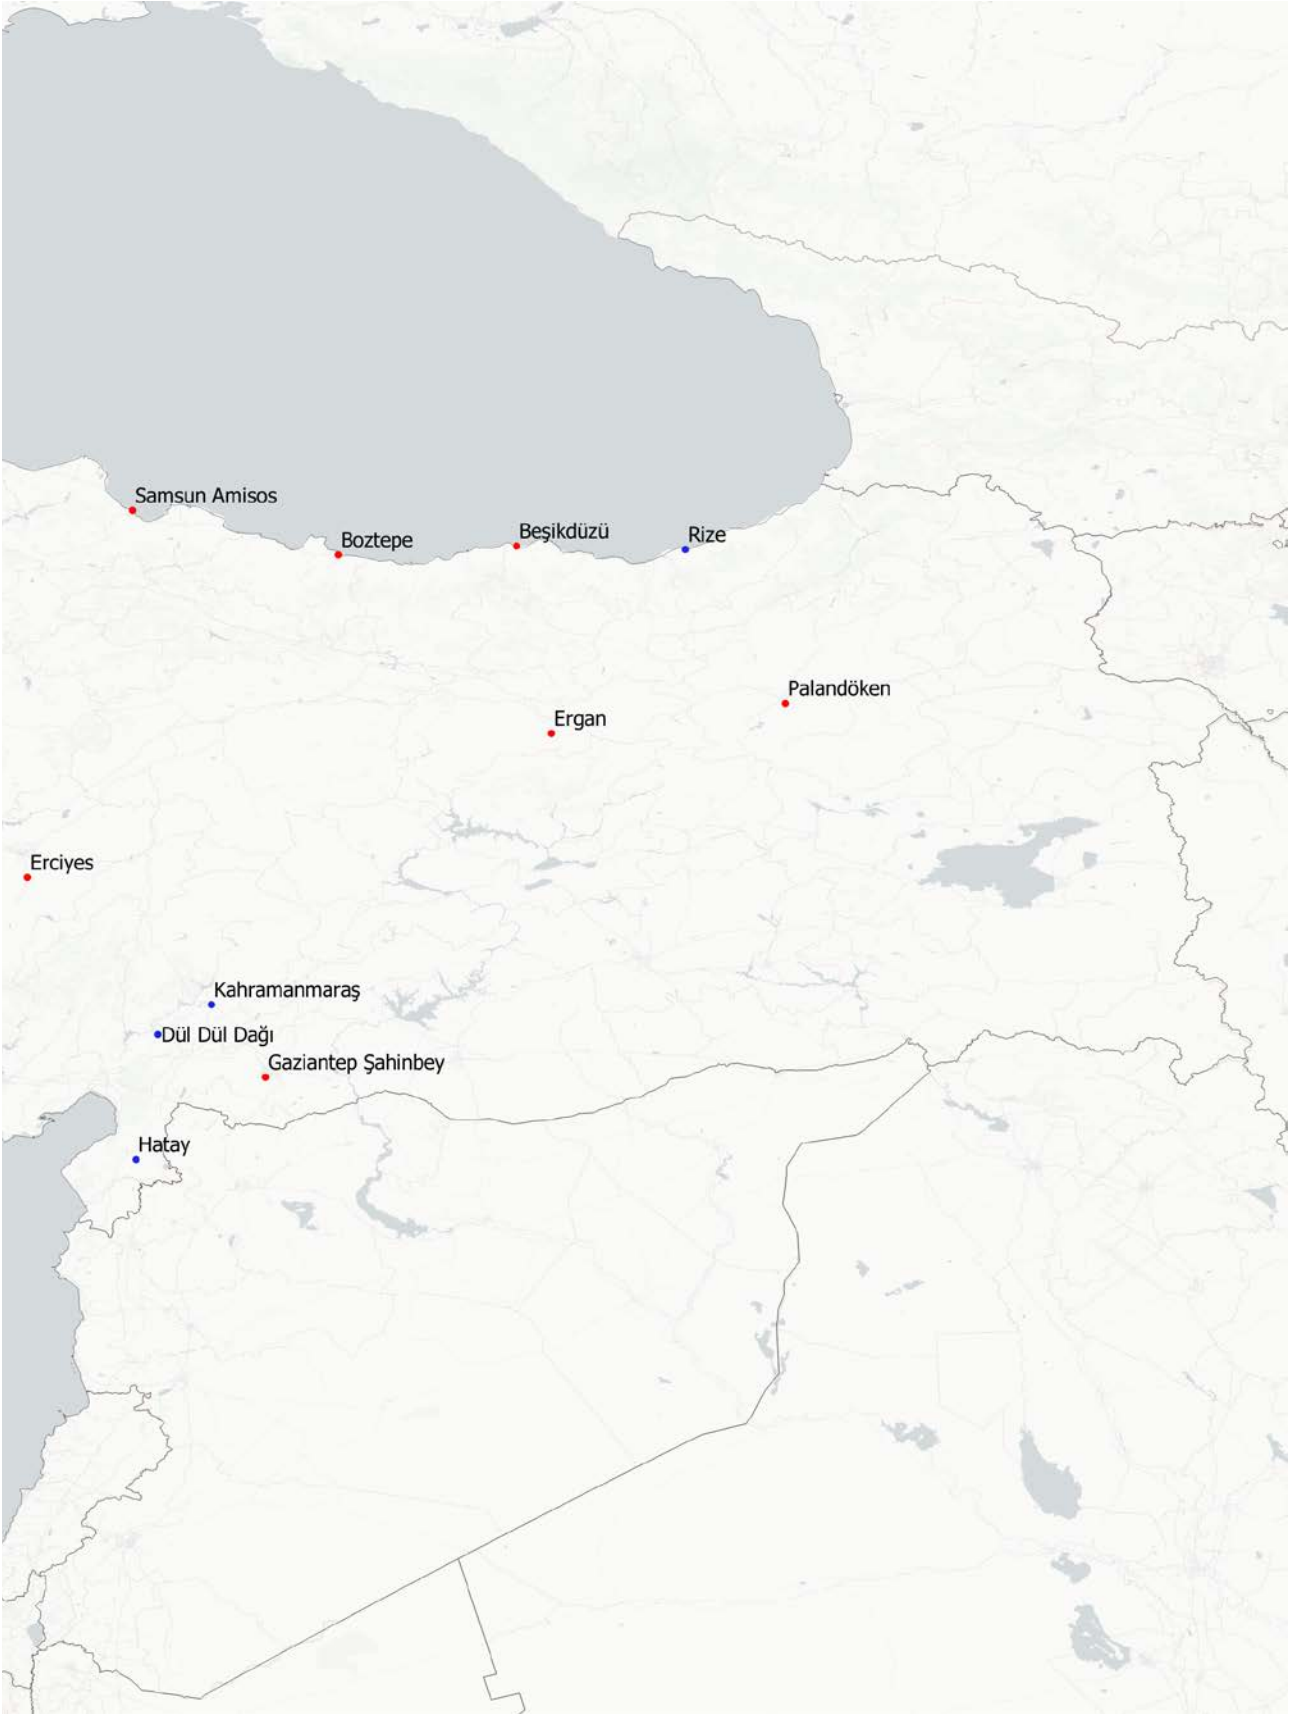 Samsun Amisos
Boztepe
Beşikdüzü
Rize
Palandöken
Ergan
Erciyes
Kahramanmaraş
Dül Dül Dağı
Gaziantep Şahinbey
Hatay